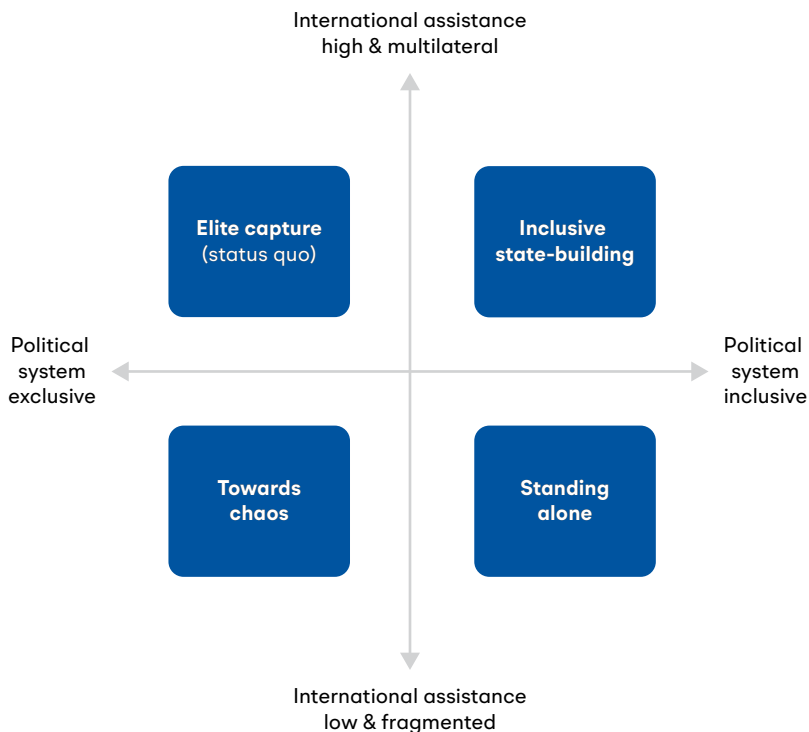 International assistance
high & multilateral
Elite capture
(status quo)
Inclusive
state-building
Political
system
exclusive
Political
system
inclusive
Towards
chaos
Standing
alone
International assistance
low & fragmented